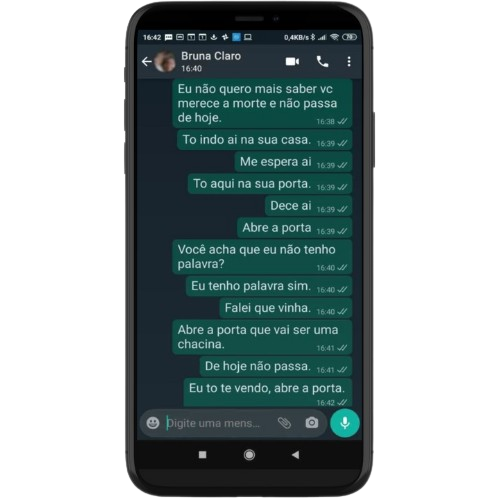 16:42
0,4KB/s
78
Bruna Claro
16:40
Eu não quero mais saber vc
merece a morte e não passa
de hoje.
16:38
To indo ai na sua casa.
16:39
Me espera ai
16:39
To aqui na sua porta.
16:39
Dece ai
16:39
Abre a porta
16:39
Você acha que eu não tenho
palavra?
16:40
Eu tenho palavra sim.
16:40
Falei que vinha.
16:40
Abre a porta que vai ser uma
chacina.
16:41
De hoje não passa.
16:41
Eu to te vendo, abre a porta.
16:42
Digite uma mens...